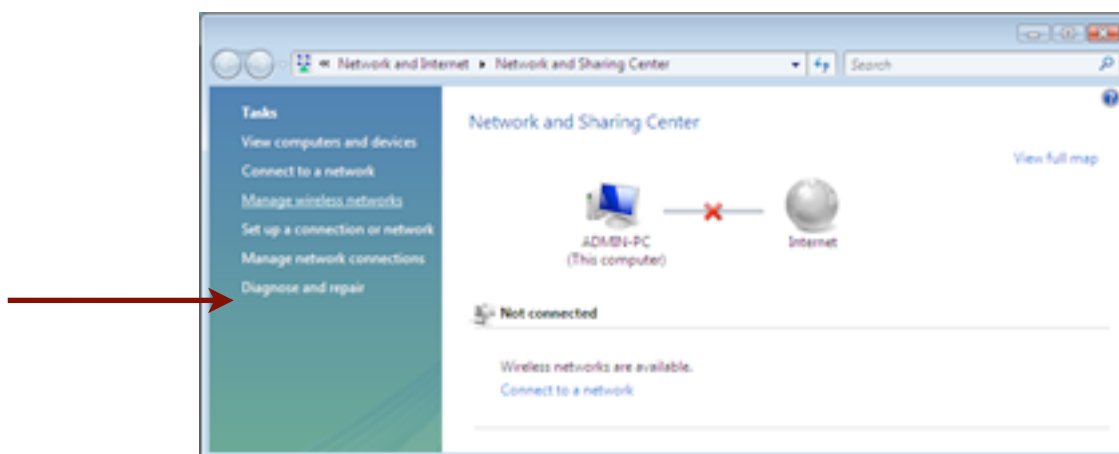 « Network and Internet ▸ Network and Sharing Center
Search
Tasks
View computers and devices
Connect to a network
Manage wireless networks
Set up a connection or network
Manage network connections
Diagnose and repair
Network and Sharing Center
View full map
ADMIN-PC
(This computer)
Internet
Not connected
Wireless networks are available.
Connect to a network